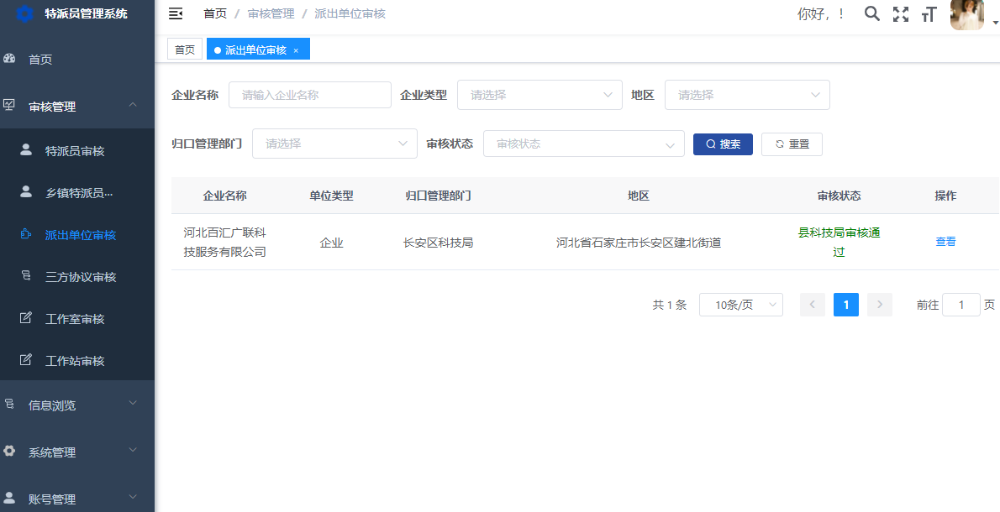 特派员管理系统
首页 / 审核管理 / 派出单位审核
你好，！
首页
派出单位审核 ×
首页
审核管理
特派员审核
乡镇特派员...
派出单位审核
三方协议审核
工作室审核
工作站审核
信息浏览
系统管理
账号管理
企业名称 请输入企业名称 企业类型 请选择 地区 请选择
归口管理部门 请选择 审核状态 审核状态 搜索 重置
企业名称 单位类型 归口管理部门 地区 审核状态 操作
河北百汇广联科
技服务有限公司
企业
长安区科技局
河北省石家庄市长安区建北街道
县科技局审核通
过
查看
共 1 条 10条/页 1 前往 1 页